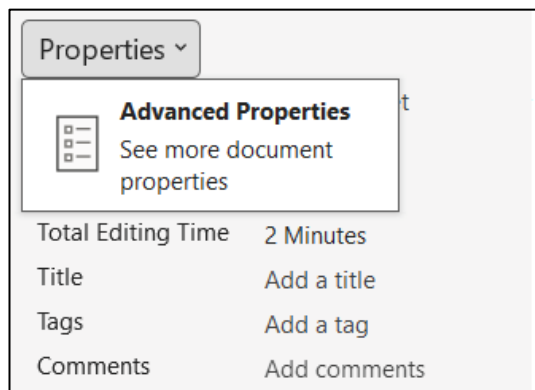 Properties
Advanced Properties
See more document
properties
Total Editing Time 2 Minutes
Title Add a title
Tags Add a tag
Comments Add comments